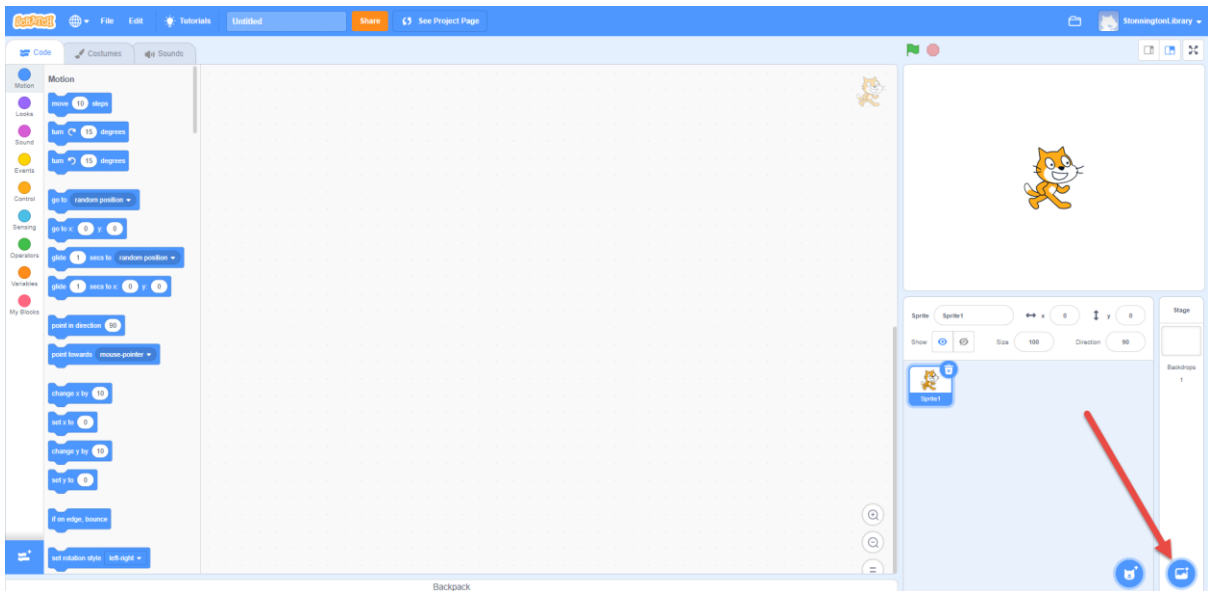 SCRATCH File Edit Tutorials Untitled Share See Project Page StonningtonLibrary
Code Costumes Sounds
Motion
Looks
Sound
Events
Control
Sensing
Operators
Variables
My Blocks
Motion
move 10 steps
turn 15 degrees
turn 15 degrees
go to random position
go to x: 0 y: 0
glide 1 secs to random position
glide 1 secs to x: 0 y: 0
point in direction 90
point towards mouse-pointer
change x by 10
set x to 0
change y by 10
set y to 0
if on edge, bounce
set rotation style left-right
Backpack
Sprite Sprite1 x 0 y 0
Show Size 100 Direction 90
Sprite1
Stage
Backdrops
1